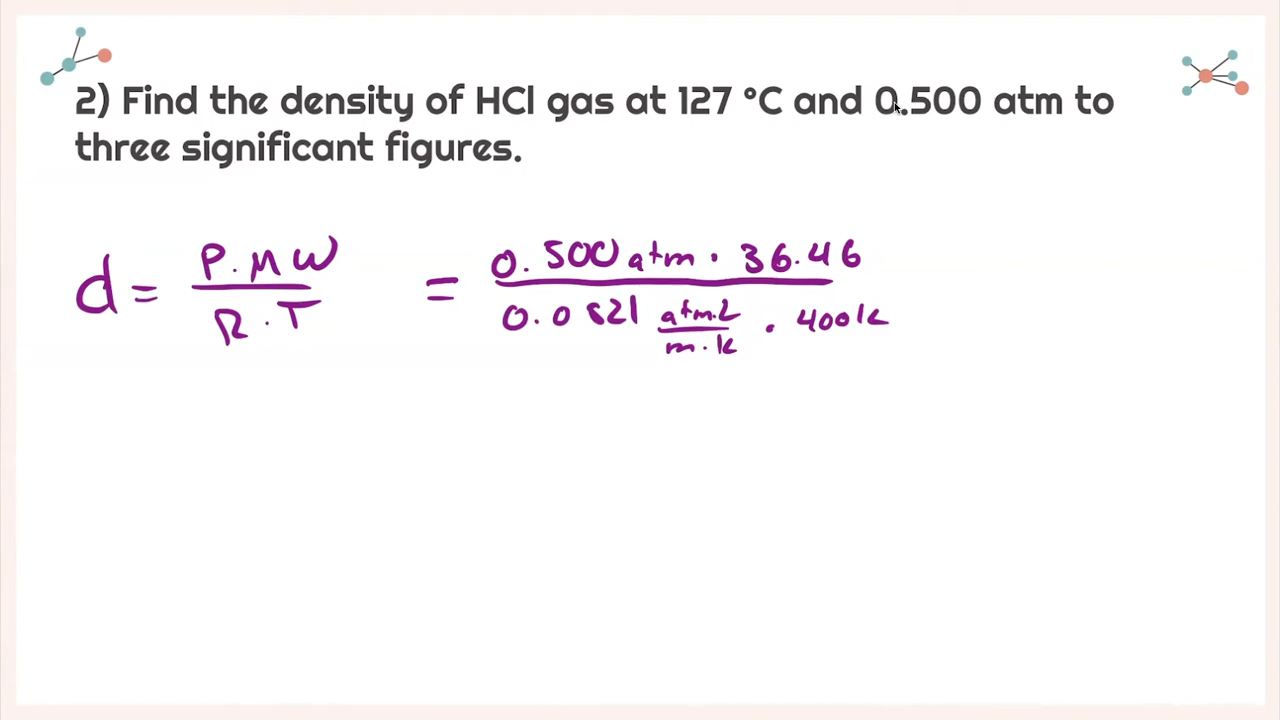 2) Find the density of HCl gas at 127 °C and 0.500 atm to
three significant figures.
d = P. MW / R . T = 0. 500 atm · 36.46 / 0.0821 atm.L / m.k · 400k